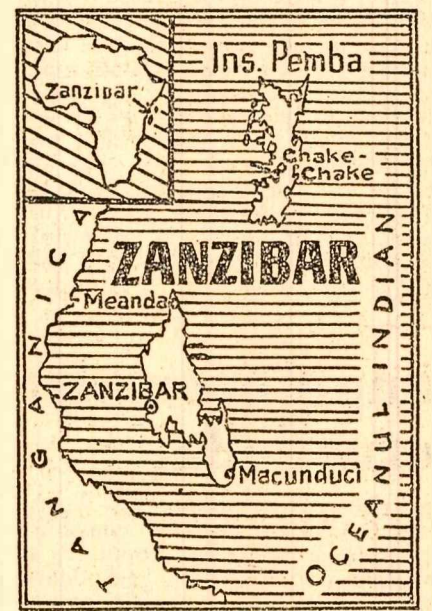 Zanzibar
Ins. Pemba
Chake-
Chake
ZANZIBAR
Meanda
ZANZIBAR
Macunduci
TANGANICA
OCEANUL INDIAN